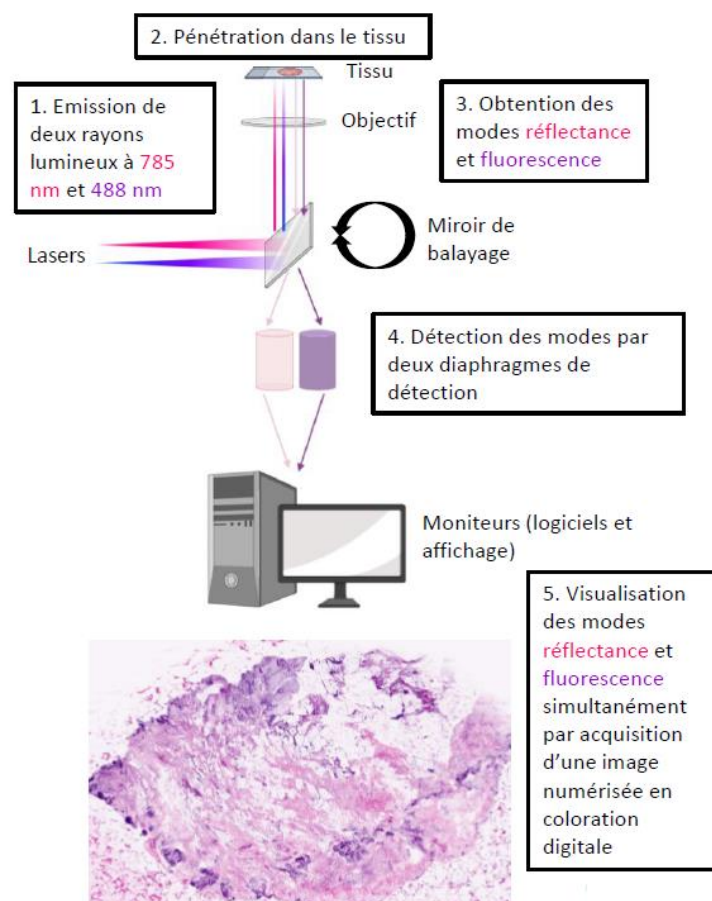 2. Pénétration dans le tissu
Tissu
1. Emission de
deux rayons
lumineux à 785
nm et 488 nm
Objectif
3. Obtention des
modes réflectance
et fluorescence
Lasers
Miroir de
balayage
4. Détection des modes par
deux diaphragmes de
détection
Moniteurs (logiciels et
affichage)
5. Visualisation
des modes
réflectance et
fluorescence
simultanément
par acquisition
d'une image
numérisée en
coloration
digitale